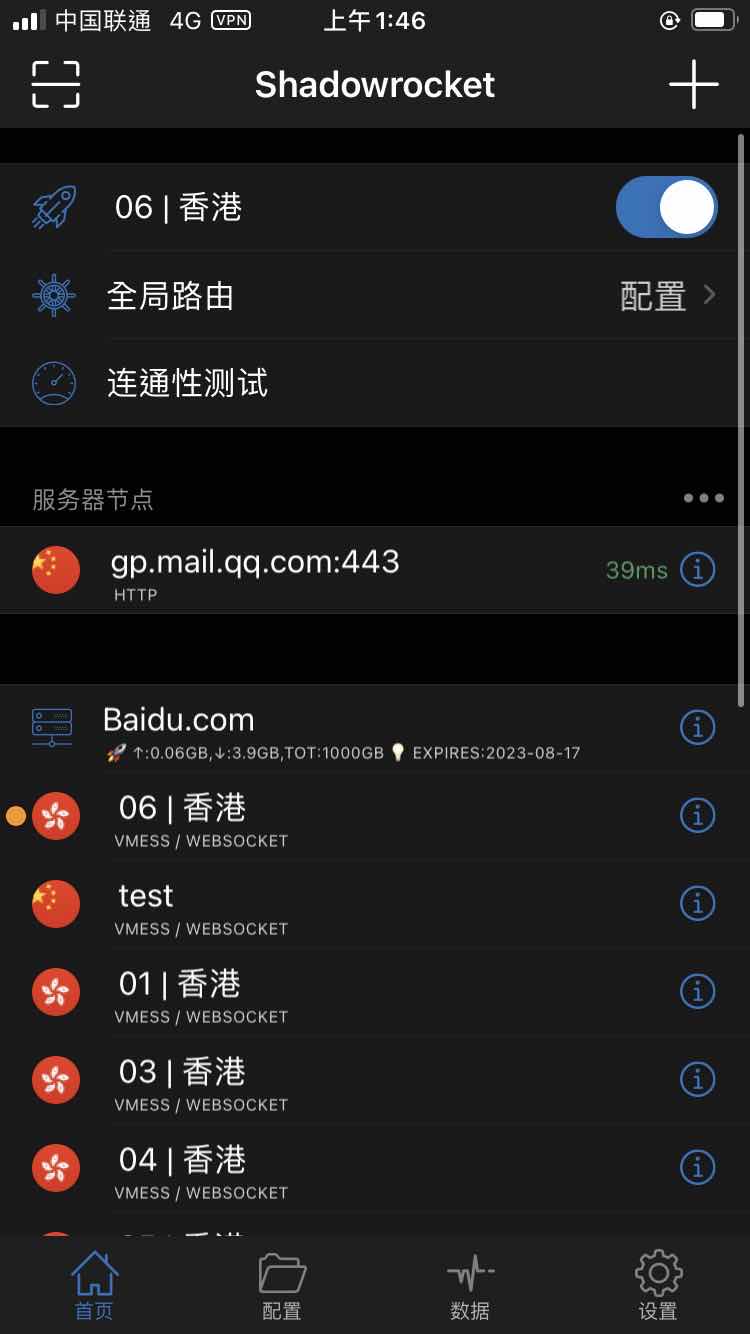 中国联通 4G VPN 上午1:46
Shadowrocket
06 | 香港
全局路由 配置
连通性测试
服务器节点
gp.mail.qq.com:443 39ms
HTTP
Baidu.com
🚀 ↑:0.06GB,↓:3.9GB,TOT:1000GB 💡 EXPIRES:2023-08-17
06 | 香港
VMESS / WEBSOCKET
test
VMESS / WEBSOCKET
01 | 香港
VMESS / WEBSOCKET
03 | 香港
VMESS / WEBSOCKET
04 | 香港
VMESS / WEBSOCKET
首页 配置 数据 设置